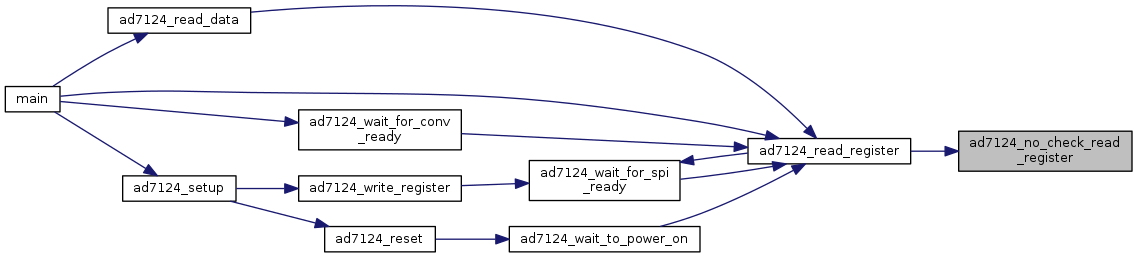 ad7124_read_data
main
ad7124_wait_for_conv
_ready
ad7124_read_register
ad7124_no_check_read
_register
ad7124_wait_for_spi
_ready
ad7124_setup
ad7124_write_register
ad7124_reset
ad7124_wait_to_power_on